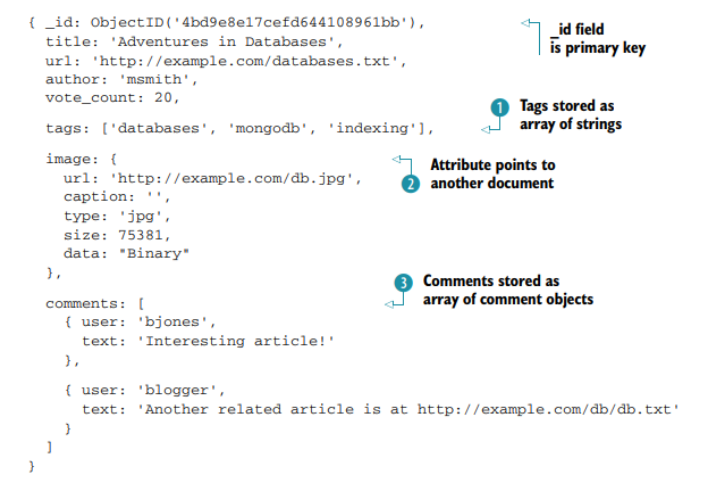 { _id: ObjectID('4bd9e8e17cefd644108961bb'),
_id field
is primary key
title: 'Adventures in Databases',
url: 'http://example.com/databases.txt',
author: 'msmith',
vote_count: 20,
1 Tags stored as
array of strings
tags: ['databases', 'mongodb', 'indexing'],
image: {
2 Attribute points to
another document
url: 'http://example.com/db.jpg',
caption: '',
type: 'jpg',
size: 75381,
data: "Binary"
},
3 Comments stored as
array of comment objects
comments: [
{ user: 'bjones',
text: 'Interesting article!'
},
{ user: 'blogger',
text: 'Another related article is at http://example.com/db/db.txt'
}
]
}